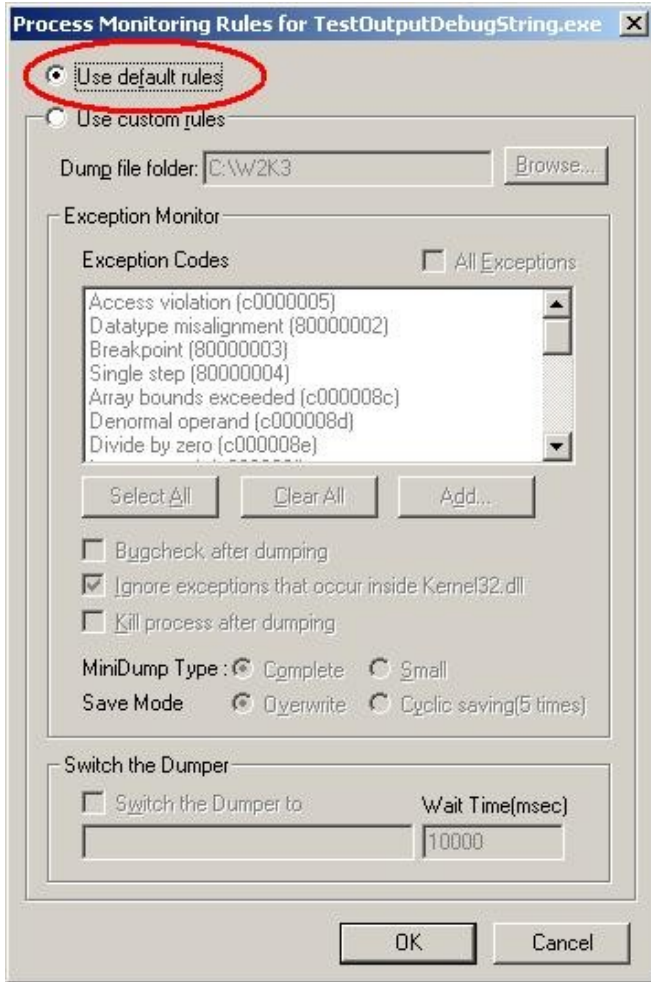 Process Monitoring Rules for TestOutputDebugString.exe
Use default rules
Use custom rules
Dump file folder: C:\W2K3 Browse...
Exception Monitor
Exception Codes All Exceptions
Access violation (c0000005)
Datatype misalignment (80000002)
Breakpoint (80000003)
Single step (80000004)
Array bounds exceeded (c000008c)
Denormal operand (c000008d)
Divide by zero (c000008e)
Select All Clear All Add...
Bugcheck after dumping
Ignore exceptions that occur inside Kernel32.dll
Kill process after dumping
MiniDump Type : Complete Small
Save Mode Overwrite Cyclic saving(5 times)
Switch the Dumper
Switch the Dumper to Wait Time(msec)
10000
OK Cancel